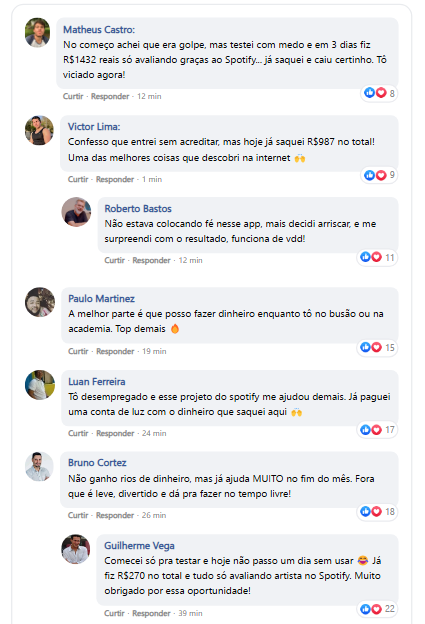 Matheus Castro:
No começo achei que era golpe, mas testei com medo e em 3 dias fiz
R$1432 reais só avaliando graças ao Spotify... já saquei e caiu certinho. Tô
viciado agora!
Curtir · Responder · 12 min
8
Victor Lima:
Confesso que entrei sem acreditar, mas hoje já saquei R$987 no total!
Uma das melhores coisas que descobri na internet 🙌
Curtir · Responder · 1 min
9
Roberto Bastos
Não estava colocando fé nesse app, mais decidi arriscar, e me
surpreendi com o resultado, funciona de vdd!
Curtir · Responder · 12 min
11
Paulo Martinez
A melhor parte é que posso fazer dinheiro enquanto tô no busão ou na
academia. Top demais 🔥
Curtir · Responder · 19 min
15
Luan Ferreira
Tô desempregado e esse projeto do spotify me ajudou demais. Já paguei
uma conta de luz com o dinheiro que saquei aqui 🙌
Curtir · Responder · 24 min
17
Bruno Cortez
Não ganho rios de dinheiro, mas já ajuda MUITO no fim do mês. Fora
que é leve, divertido e dá pra fazer no tempo livre!
Curtir · Responder · 26 min
18
Guilherme Vega
Comecei só pra testar e hoje não passo um dia sem usar 😂 Já
fiz R$270 no total e tudo só avaliando artista no Spotify. Muito
obrigado por essa oportunidade!
Curtir · Responder · 39 min
22